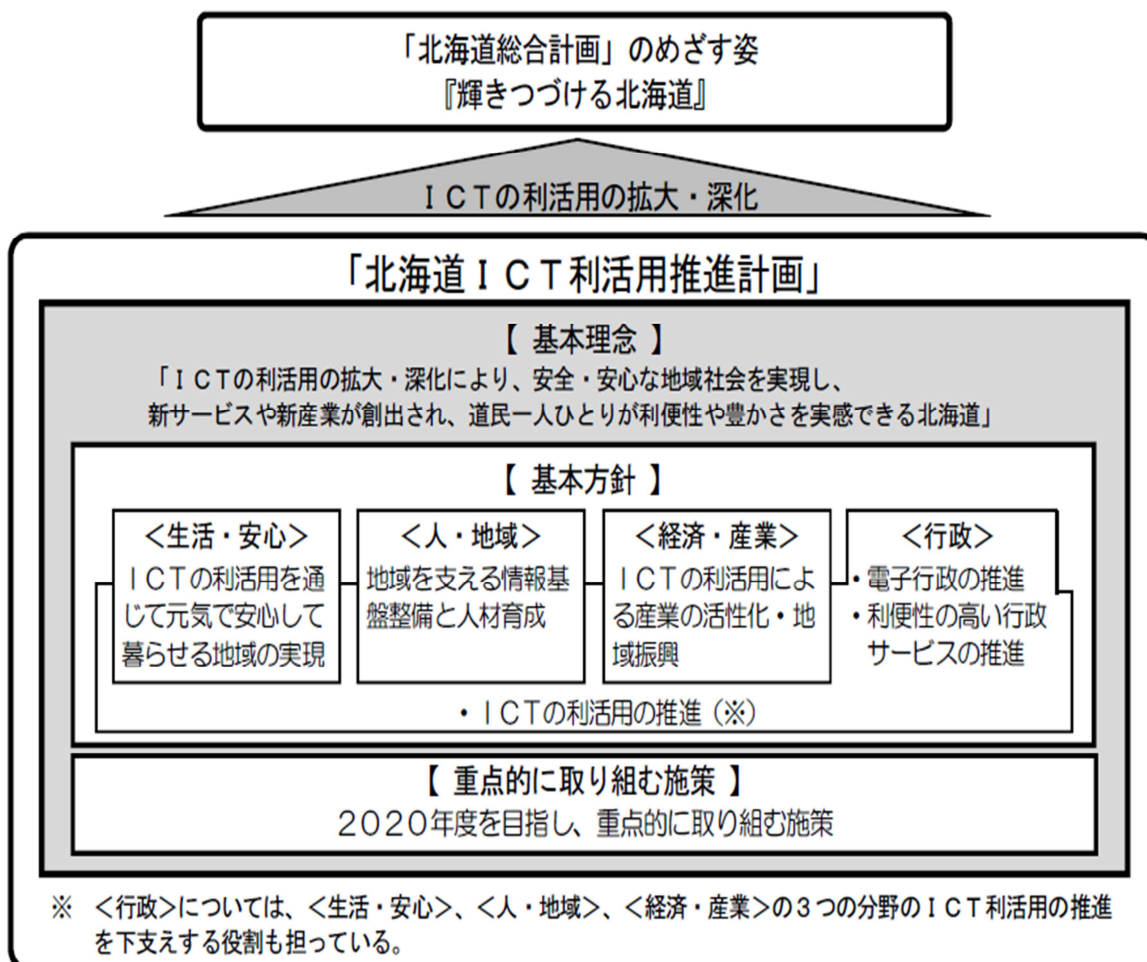 「北海道総合計画」のめざす姿
『輝きつづける北海道』
ＩＣＴの利活用の拡大・深化
「北海道ＩＣＴ利活用推進計画」
【 基本理念 】
「ＩＣＴの利活用の拡大・深化により、安全・安心な地域社会を実現し、
新サービスや新産業が創出され、道民一人ひとりが利便性や豊かさを実感できる北海道」
【 基本方針 】
＜生活・安心＞
ＩＣＴの利活用を通
じて元気で安心して
暮らせる地域の実現
＜人・地域＞
地域を支える情報基
盤整備と人材育成
＜経済・産業＞
ＩＣＴの利活用によ
る産業の活性化・地
域振興
＜行政＞
・電子行政の推進
・利便性の高い行政
サービスの推進
・ＩＣＴの利活用の推進（※）
【 重点的に取り組む施策 】
２０２０年度を目指し、重点的に取り組む施策
※ ＜行政＞については、＜生活・安心＞、＜人・地域＞、＜経済・産業＞の３つの分野のＩＣＴ利活用の推進
を下支えする役割も担っている。